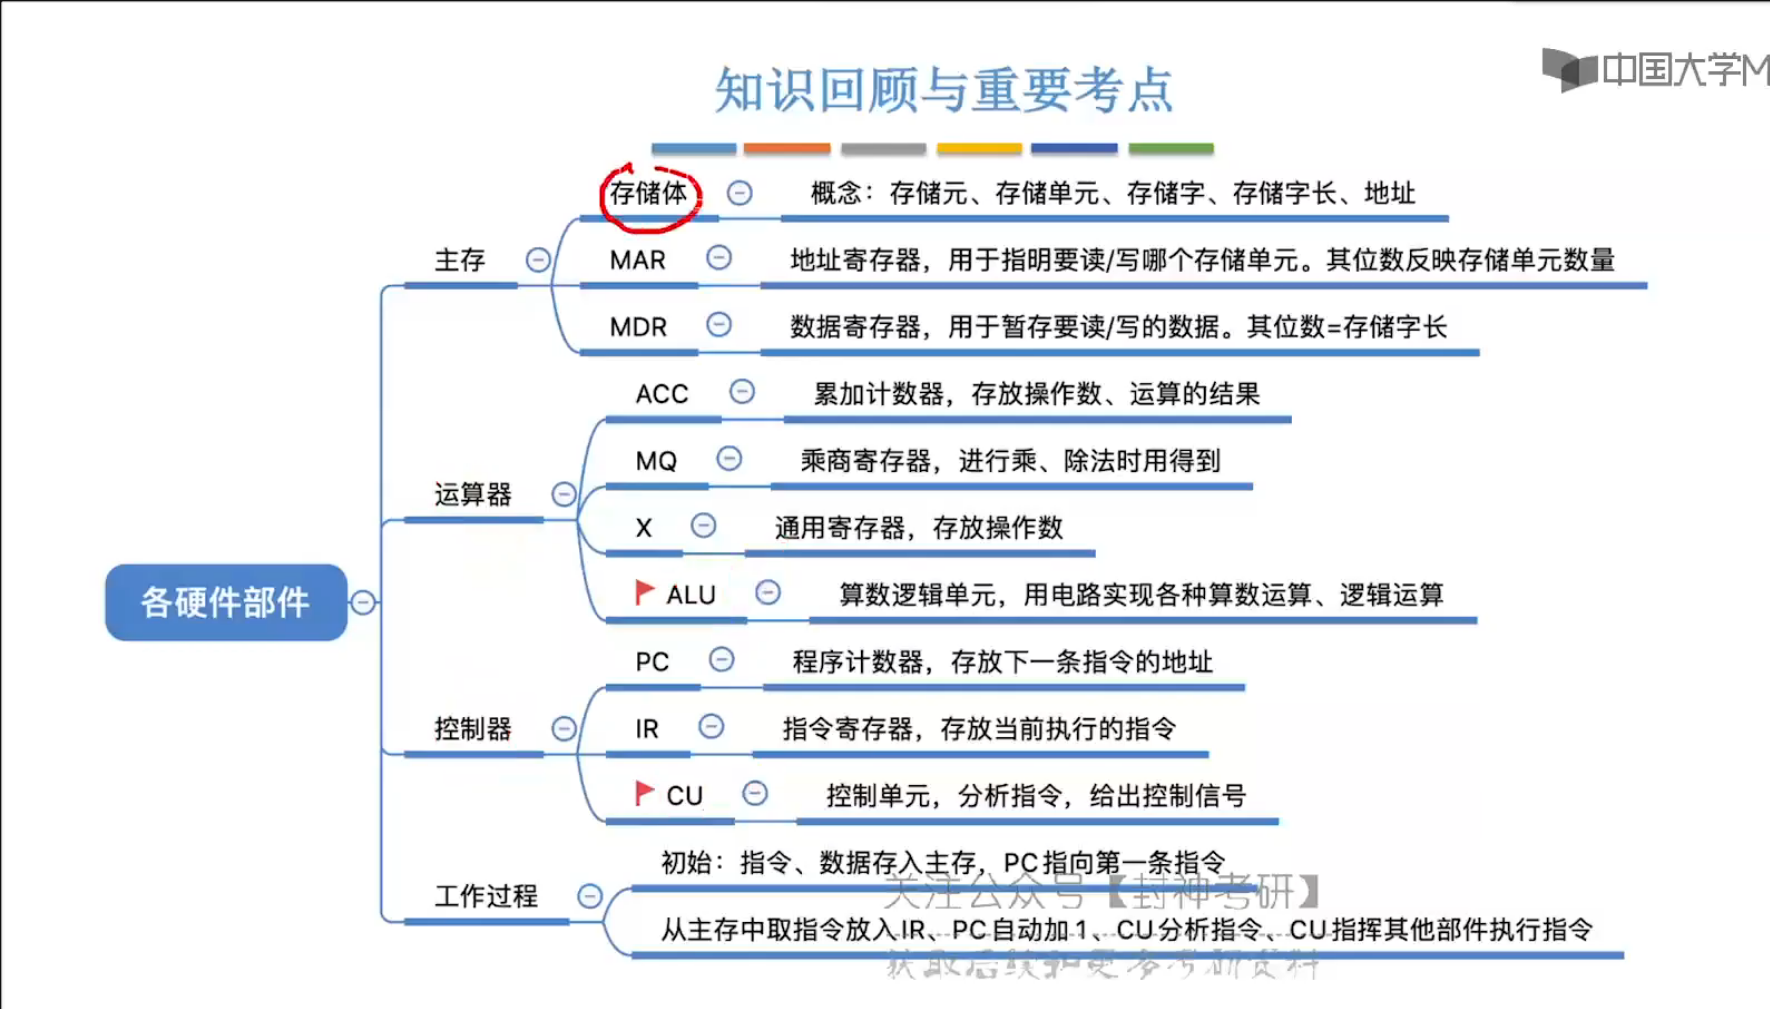 中国大学M
知识回顾与重要考点
存储体
概念：存储元、存储单元、存储字、存储字长、地址
主存
MAR
地址寄存器，用于指明要读/写哪个存储单元。其位数反映存储单元数量
MDR
数据寄存器，用于暂存要读/写的数据。其位数=存储字长
ACC
累加计数器，存放操作数、运算的结果
MQ
乘商寄存器，进行乘、除法时用得到
运算器
X
通用寄存器，存放操作数
ALU
算数逻辑单元，用电路实现各种算数运算、逻辑运算
各硬件部件
PC
程序计数器，存放下一条指令的地址
控制器
IR
指令寄存器，存放当前执行的指令
CU
控制单元，分析指令，给出控制信号
初始：指令、数据存入主存，PC指向第一条指令
工作过程
关注公众号【封神考研】
从主存中取指令放入IR、PC自动加1、CU分析指令、CU指挥其他部件执行指令
获取后续和更多考研资料